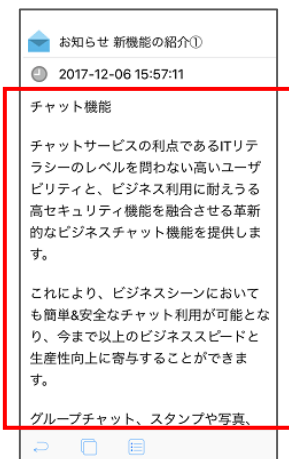 お知らせ 新機能の紹介①
2017-12-06 15:57:11
チャット機能
チャットサービスの利点であるITリテ
ラシーのレベルを問わない高いユーザ
ビリティと、ビジネス利用に耐えうる
高セキュリティ機能を融合させる革新
的なビジネスチャット機能を提供しま
す。
これにより、ビジネスシーンにおいて
も簡単&安全なチャット利用が可能とな
り、今まで以上のビジネススピードと
生産性向上に寄与することができま
す。
グループチャット、スタンプや写真、